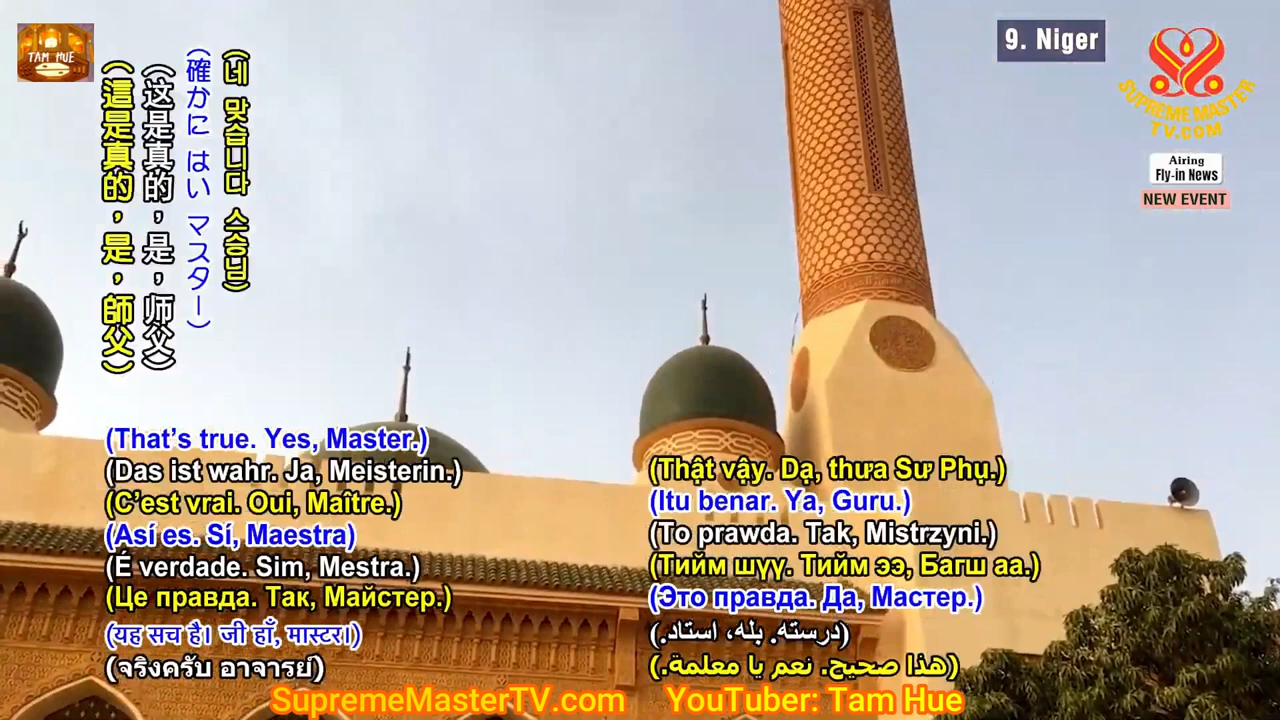 TAM HUE
9. Niger
SUPREME MASTER
TV.COM
Airing
Fly-in News
NEW EVENT
(네 맞습니다 스승님)
(確かに はい マスター)
(这是真的，是，师父)
(這是真的，是，師父)
(That’s true. Yes, Master.)
(Das ist wahr. Ja, Meisterin.)
(C’est vrai. Oui, Maître.)
(Así es. Sí, Maestra)
(É verdade. Sim, Mestra.)
(Це правда. Так, Майстер.)
(यह सच है। जी हाँ, मास्टर।)
(จริงครับ อาจารย์)
(Thật vậy. Dạ, thưa Sư Phụ.)
(Itu benar. Ya, Guru.)
(To prawda. Tak, Mistrzyni.)
(Тийм шүү. Тийм ээ, Багш аа.)
(Это правда. Да, Мастер.)
(درسته. بله، استاد.)
(هذا صحيح. نعم يا معلمة.)
SupremeMasterTV.com YouTuber: Tam Hue